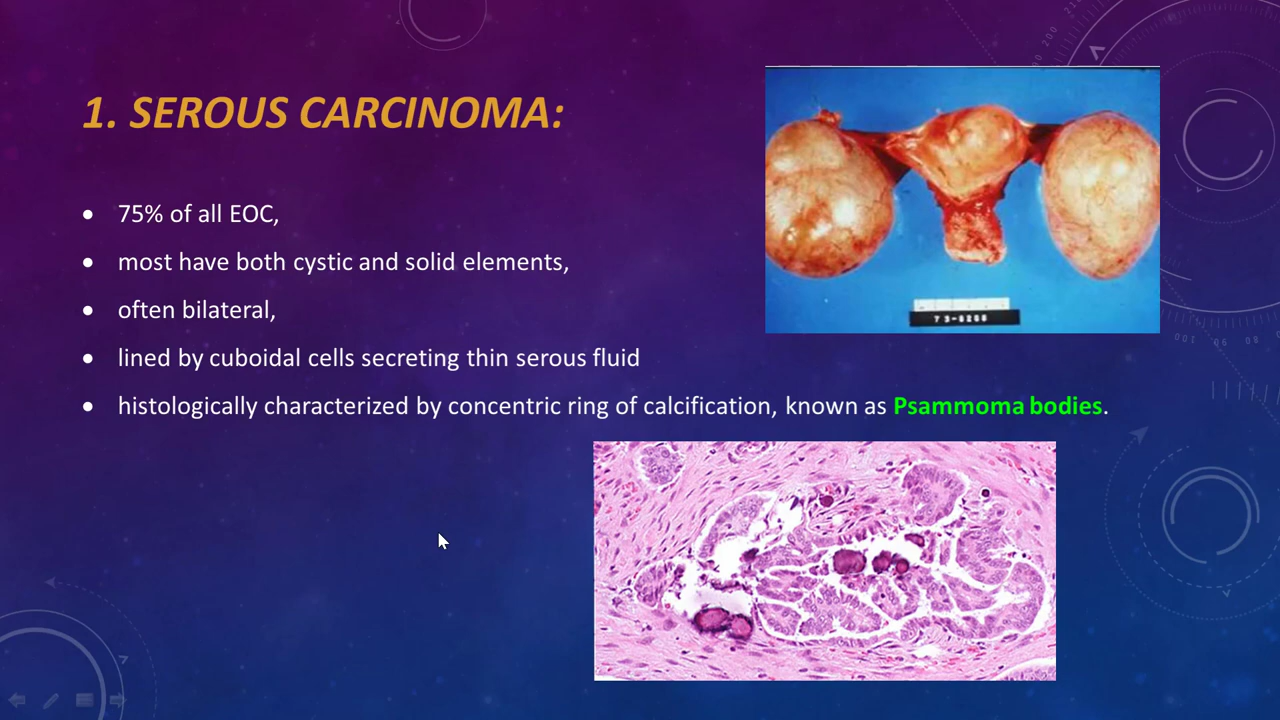 1. SEROUS CARCINOMA:
• 75% of all EOC,
• most have both cystic and solid elements,
• often bilateral,
• lined by cuboidal cells secreting thin serous fluid
• histologically characterized by concentric ring of calcification, known as Psammoma bodies.